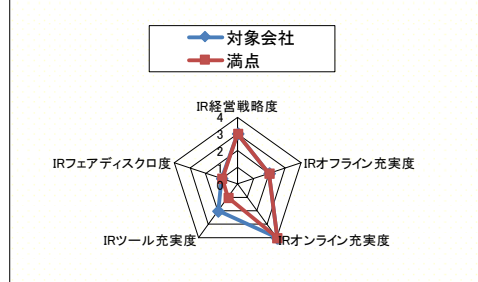 対象会社
満点
IR経営戦略度
4
3
2
1
0
IRオフライン充実度
IRオンライン充実度
IRツール充実度
IRフェアディスクロ度